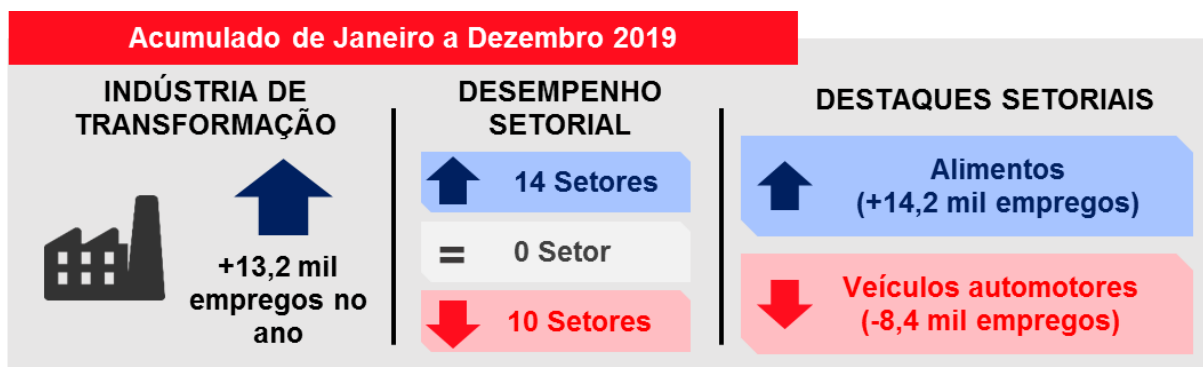 Acumulado de Janeiro a Dezembro 2019
INDÚSTRIA DE
TRANSFORMAÇÃO
+13,2 mil
empregos no
ano
DESEMPENHO
SETORIAL
14 Setores
= 0 Setor
10 Setores
DESTAQUES SETORIAIS
Alimentos
(+14,2 mil empregos)
Veículos automotores
(-8,4 mil empregos)